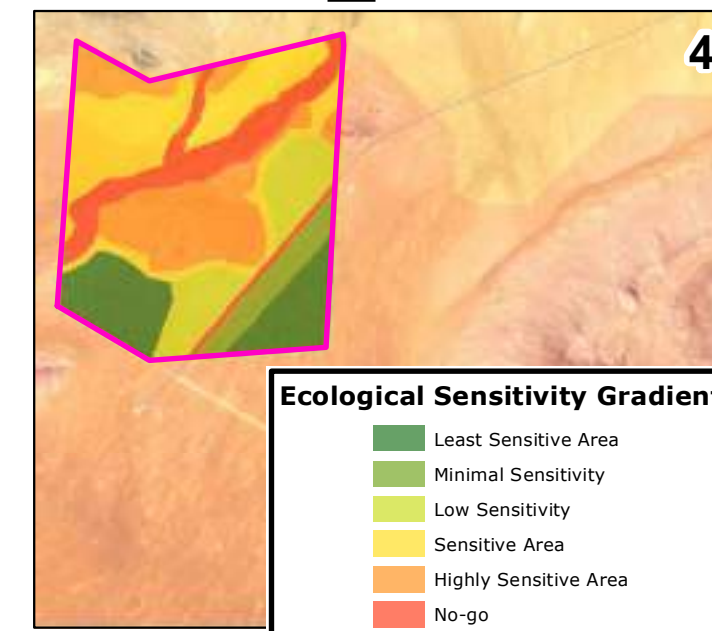 4
Ecological Sensitivity Gradient
Least Sensitive Area
Minimal Sensitivity
Low Sensitivity
Sensitive Area
Highly Sensitive Area
No-go